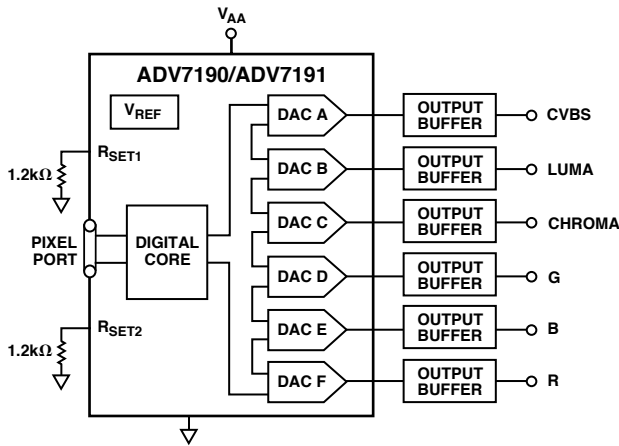 VAA
ADV7190/ADV7191
VREF
DAC A
OUTPUT
BUFFER
CVBS
RSET1
1.2kΩ
DAC B
OUTPUT
BUFFER
LUMA
DAC C
OUTPUT
BUFFER
CHROMA
PIXEL
PORT
DIGITAL
CORE
DAC D
OUTPUT
BUFFER
G
RSET2
1.2kΩ
DAC E
OUTPUT
BUFFER
B
DAC F
OUTPUT
BUFFER
R